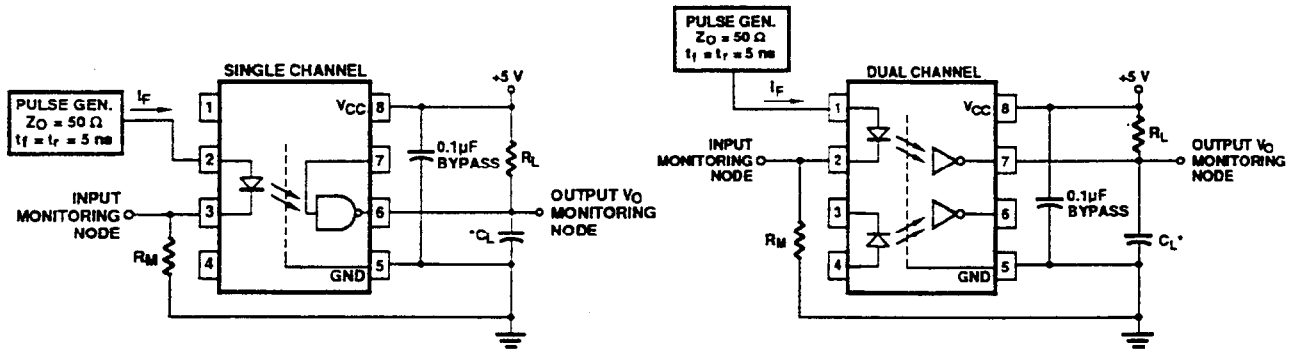 SINGLE CHANNEL
PULSE GEN.
Z_O = 50 Ω
t_f = t_r = 5 ns
I_F
1
2
3
4
V_CC
8
7
6
5
GND
+5 V
0.1µF
BYPASS
R_L
INPUT
MONITORING
NODE
R_M
OUTPUT V_O
MONITORING
NODE
*C_L
PULSE GEN.
Z_O = 50 Ω
t_f = t_r = 5 ns
DUAL CHANNEL
I_F
1
2
3
4
V_CC
8
7
6
5
GND
+5 V
R_L
INPUT
MONITORING
NODE
R_M
OUTPUT V_O
MONITORING
NODE
0.1µF
BYPASS
C_L*